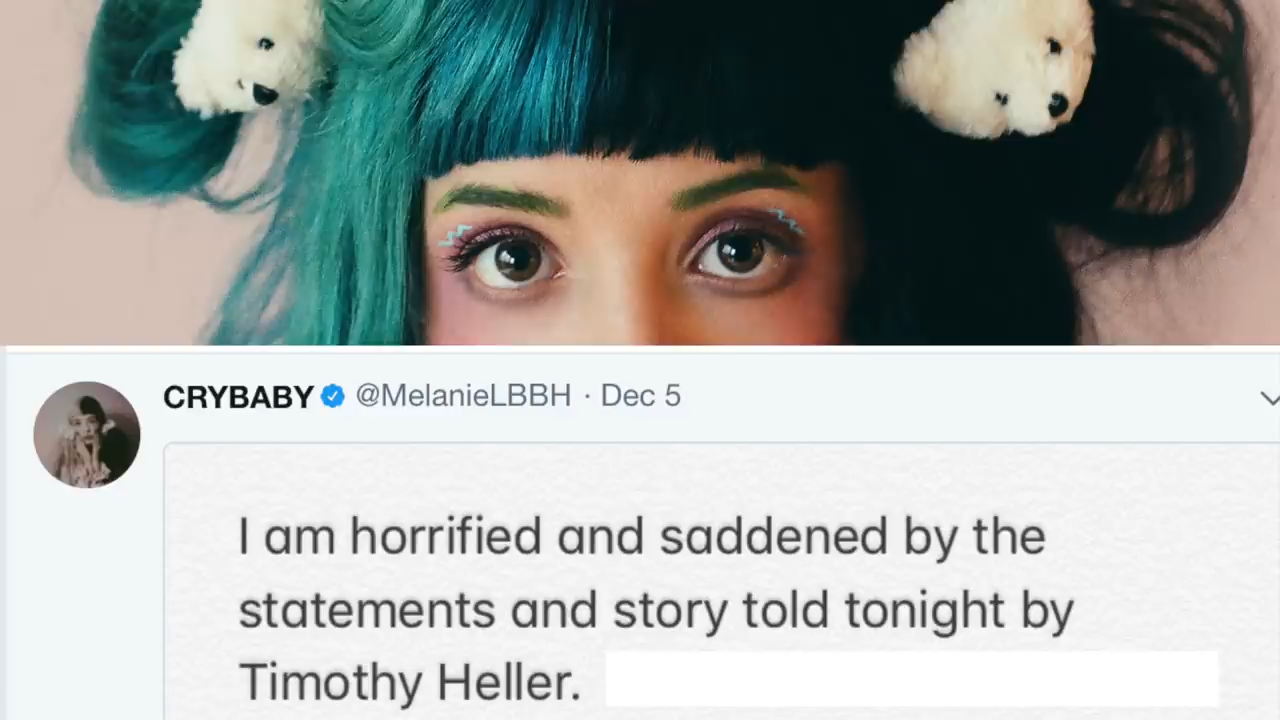 CRYBABY @MelanieLBBH · Dec 5
I am horrified and saddened by the
statements and story told tonight by
Timothy Heller.